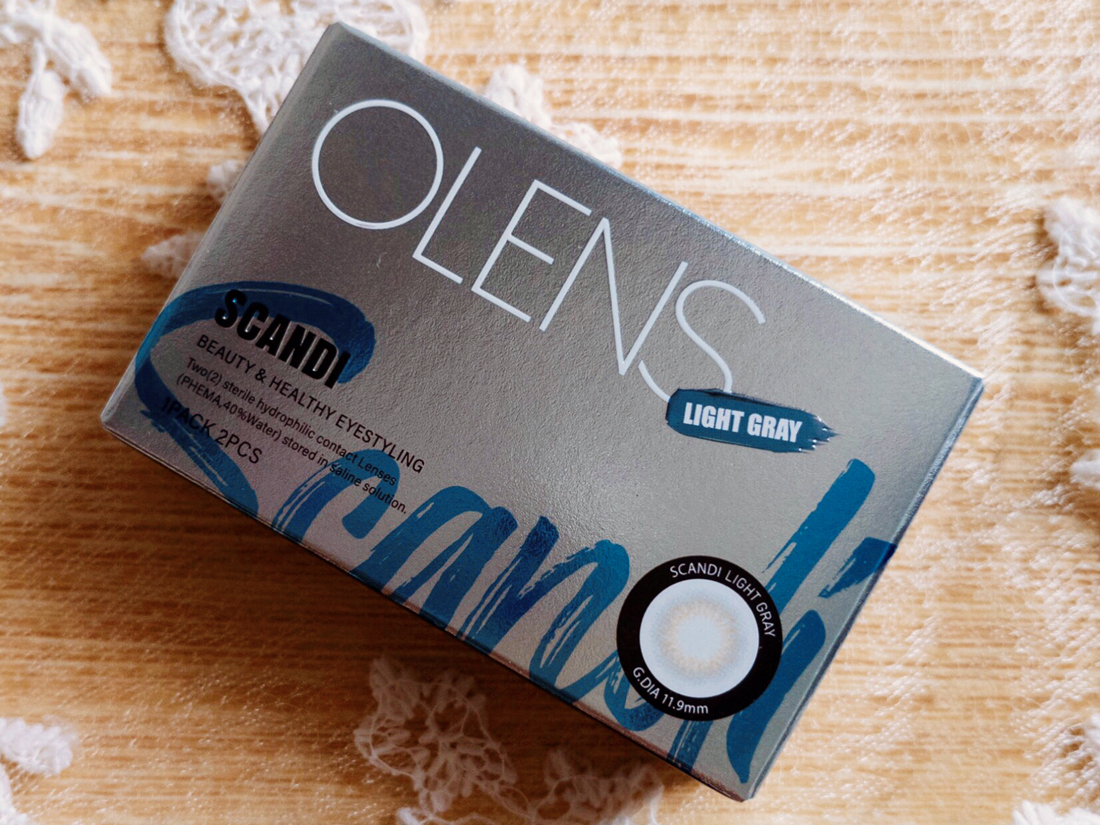 OLENS
LIGHT GRAY
SCANDI
BEAUTY & HEALTHY EYESTYLING
Two(2) sterile hydrophilic contact Lenses
(PHEMA,40%Water) stored in saline solution.
1PACK 2PCS
Scandi
SCANDI LIGHT GRAY
G.DIA 11.9mm